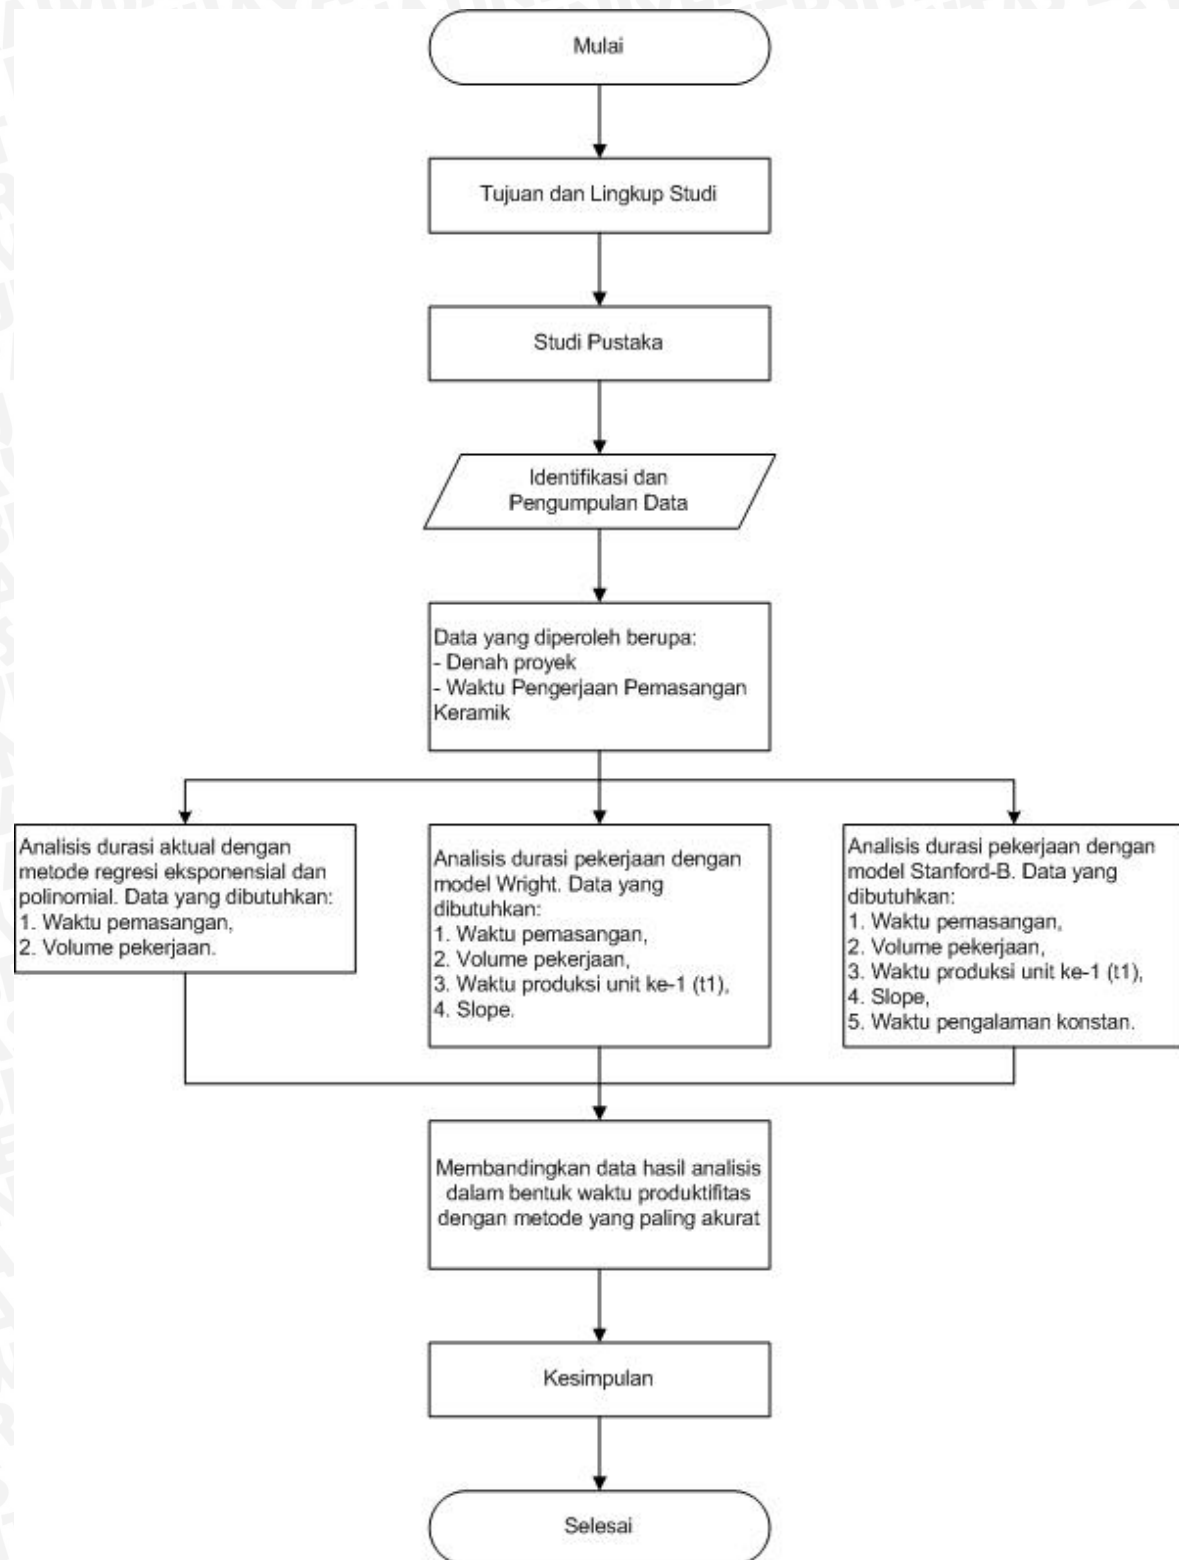 Mulai
Tujuan dan Lingkup Studi
Studi Pustaka
Identifikasi dan
Pengumpulan Data
Data yang diperoleh berupa:
- Denah proyek
- Waktu Pengerjaan Pemasangan
Keramik
Analisis durasi aktual dengan
metode regresi eksponensial dan
polinomial. Data yang dibutuhkan:
1. Waktu pemasangan,
2. Volume pekerjaan.
Analisis durasi pekerjaan dengan
model Wright. Data yang
dibutuhkan:
1. Waktu pemasangan,
2. Volume pekerjaan,
3. Waktu produksi unit ke-1 (t1),
4. Slope.
Analisis durasi pekerjaan dengan
model Stanford-B. Data yang
dibutuhkan:
1. Waktu pemasangan,
2. Volume pekerjaan,
3. Waktu produksi unit ke-1 (t1),
4. Slope,
5. Waktu pengalaman konstan.
Membandingkan data hasil analisis
dalam bentuk waktu produktifitas
dengan metode yang paling akurat
Kesimpulan
Selesai